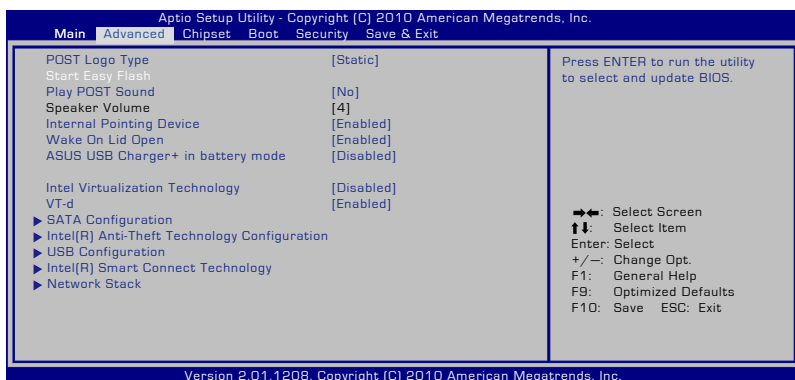 Aptio Setup Utility - Copyright (C) 2010 American Megatrends, Inc.
Main Advanced Chipset Boot Security Save & Exit
POST Logo Type [Static]
Start Easy Flash
Play POST Sound [No]
Speaker Volume [4]
Internal Pointing Device [Enabled]
Wake On Lid Open [Enabled]
ASUS USB Charger+ in battery mode [Disabled]
Intel Virtualization Technology [Disabled]
VT-d [Enabled]
SATA Configuration
Intel(R) Anti-Theft Technology Configuration
USB Configuration
Intel(R) Smart Connect Technology
Network Stack
Press ENTER to run the utility
to select and update BIOS.
→←: Select Screen
↑↓: Select Item
Enter: Select
+/—: Change Opt.
F1: General Help
F9: Optimized Defaults
F10: Save ESC: Exit
Version 2.01.1208. Copyright (C) 2010 American Megatrends, Inc.